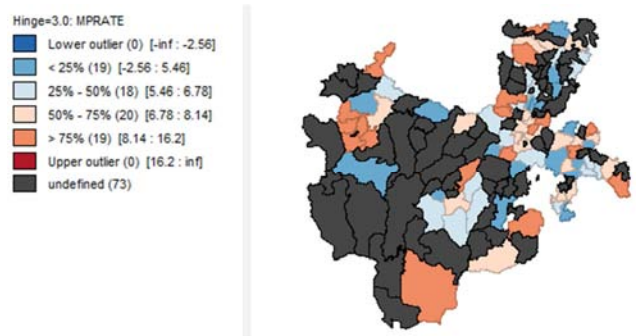 Hinge=3.0: MPRATE
Lower outlier (0) [-inf : -2.56]
< 25% (19) [-2.56 : 5.46]
25% - 50% (18) [5.46 : 6.78]
50% - 75% (20) [6.78 : 8.14]
> 75% (19) [8.14 : 16.2]
Upper outlier (0) [16.2 : inf]
undefined (73)